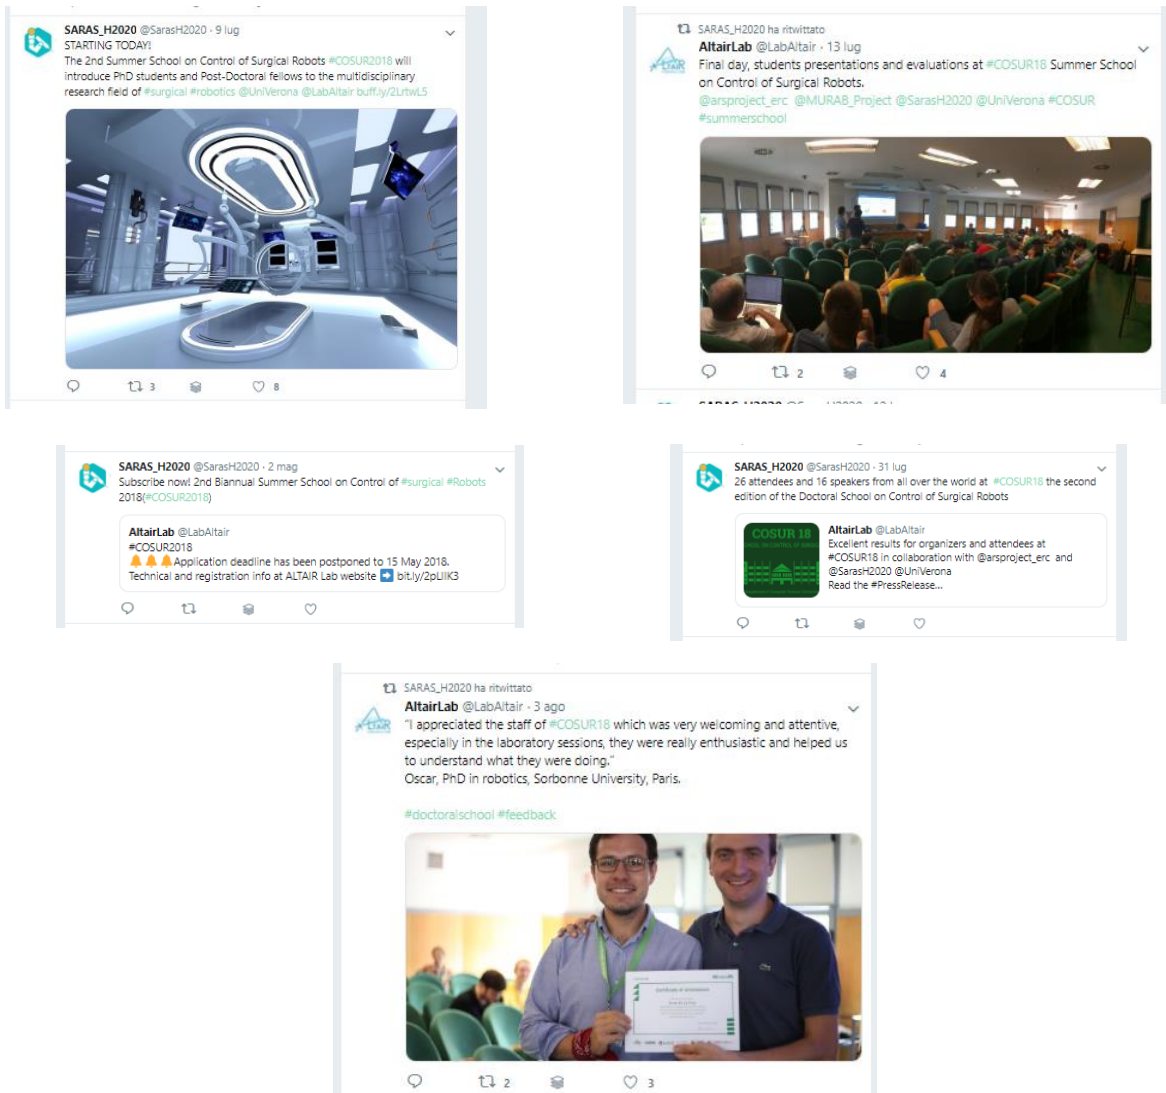 SARAS_H2020 @SarasH2020 · 9 lug
STARTING TODAY!
The 2nd Summer School on Control of Surgical Robots #COSUR2018 will
introduce PhD students and Post-Doctoral fellows to the multidisciplinary
research field of #surgical #robotics @UniVerona @LabAltair buff.ly/2LrtwL5
3
8
SARAS_H2020 ha ritwittato
AltairLab @LabAltair · 13 lug
Final day, students presentations and evaluations at #COSUR18 Summer School
on Control of Surgical Robots.
@arsproject_erc @MURAB_Project @SarasH2020 @UniVerona #COSUR
#summerschool
2
4
SARAS_H2020 @SarasH2020 · 2 mag
Subscribe now! 2nd Biannual Summer School on Control of #surgical #Robots
2018(#COSUR2018)
AltairLab @LabAltair
#COSUR2018
🔔🔔🔔Application deadline has been postponed to 15 May 2018.
Technical and registration info at ALTAIR Lab website ➡ bit.ly/2pUIlK3
SARAS_H2020 @SarasH2020 · 31 lug
26 attendees and 16 speakers from all over the world at #COSUR18 the second
edition of the Doctoral School on Control of Surgical Robots
COSUR 18
AltairLab @LabAltair
Excellent results for organizers and attendees at
#COSUR18 in collaboration with @arsproject_erc and
@SarasH2020 @UniVerona
Read the #PressRelease...
SARAS_H2020 ha ritwittato
AltairLab @LabAltair · 3 ago
"I appreciated the staff of #COSUR18 which was very welcoming and attentive,
especially in the laboratory sessions, they were really enthusiastic and helped us
to understand what they were doing."
Oscar, PhD in robotics, Sorbonne University, Paris.
#doctoralschool #feedback
2
3